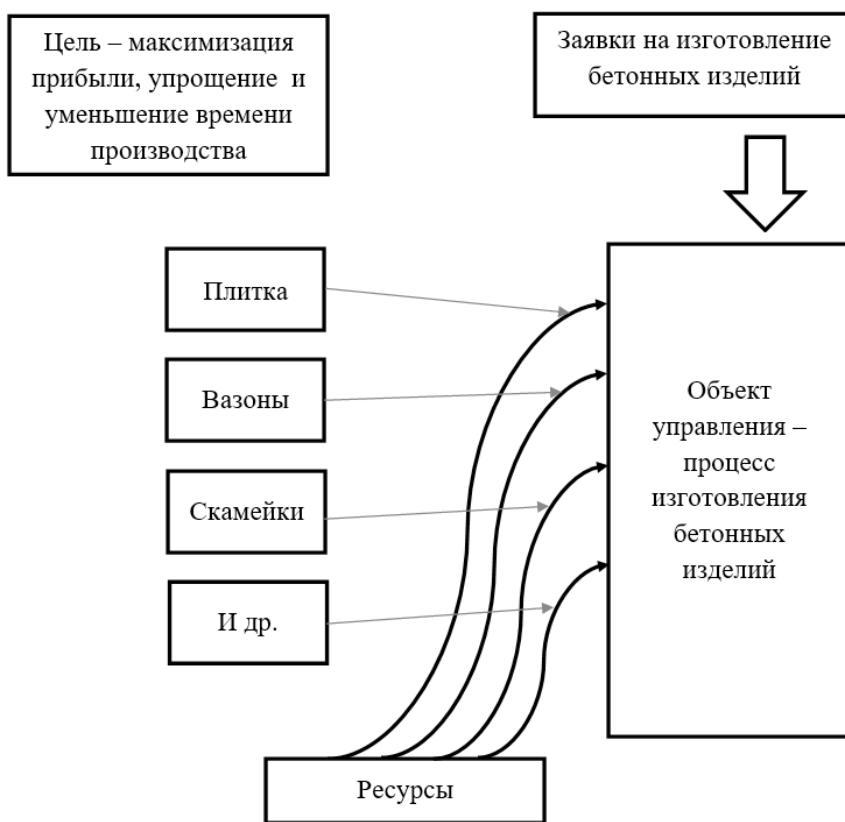 Цель – максимизация
прибыли, упрощение и
уменьшение времени
производства
Заявки на изготовление
бетонных изделий
Плитка
Вазоны
Скамейки
И др.
Объект
управления –
процесс
изготовления
бетонных
изделий
Ресурсы